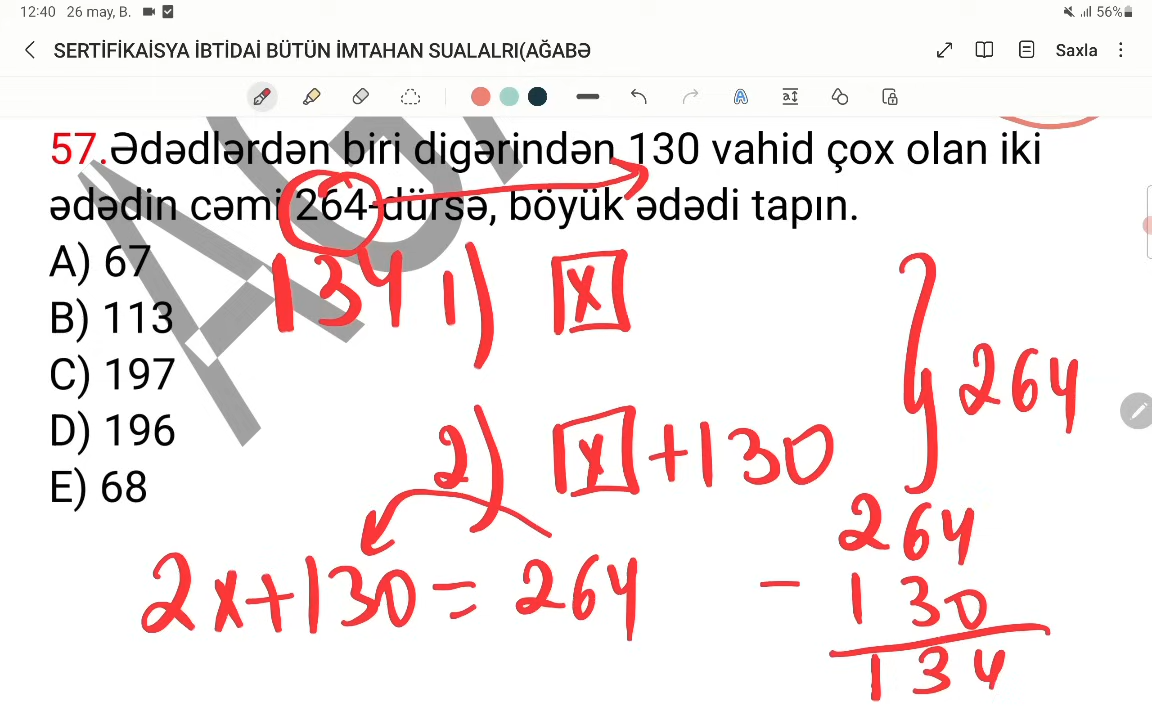 12:40 26 may, B. 56%
SERTİFİKAİSYA İBTİDAİ BÜTÜN İMTAHAN SUALALRI(AĞABƏ
Saxla
57.Ədədlərdən biri digərindən 130 vahid çox olan iki
ədədin cəmi 264-dürsə, böyük ədədi tapın.
A) 67
134 1) x
B) 113
C) 197
264
D) 196
2) x +130
E) 68
264
2x+130=264
- 130
134